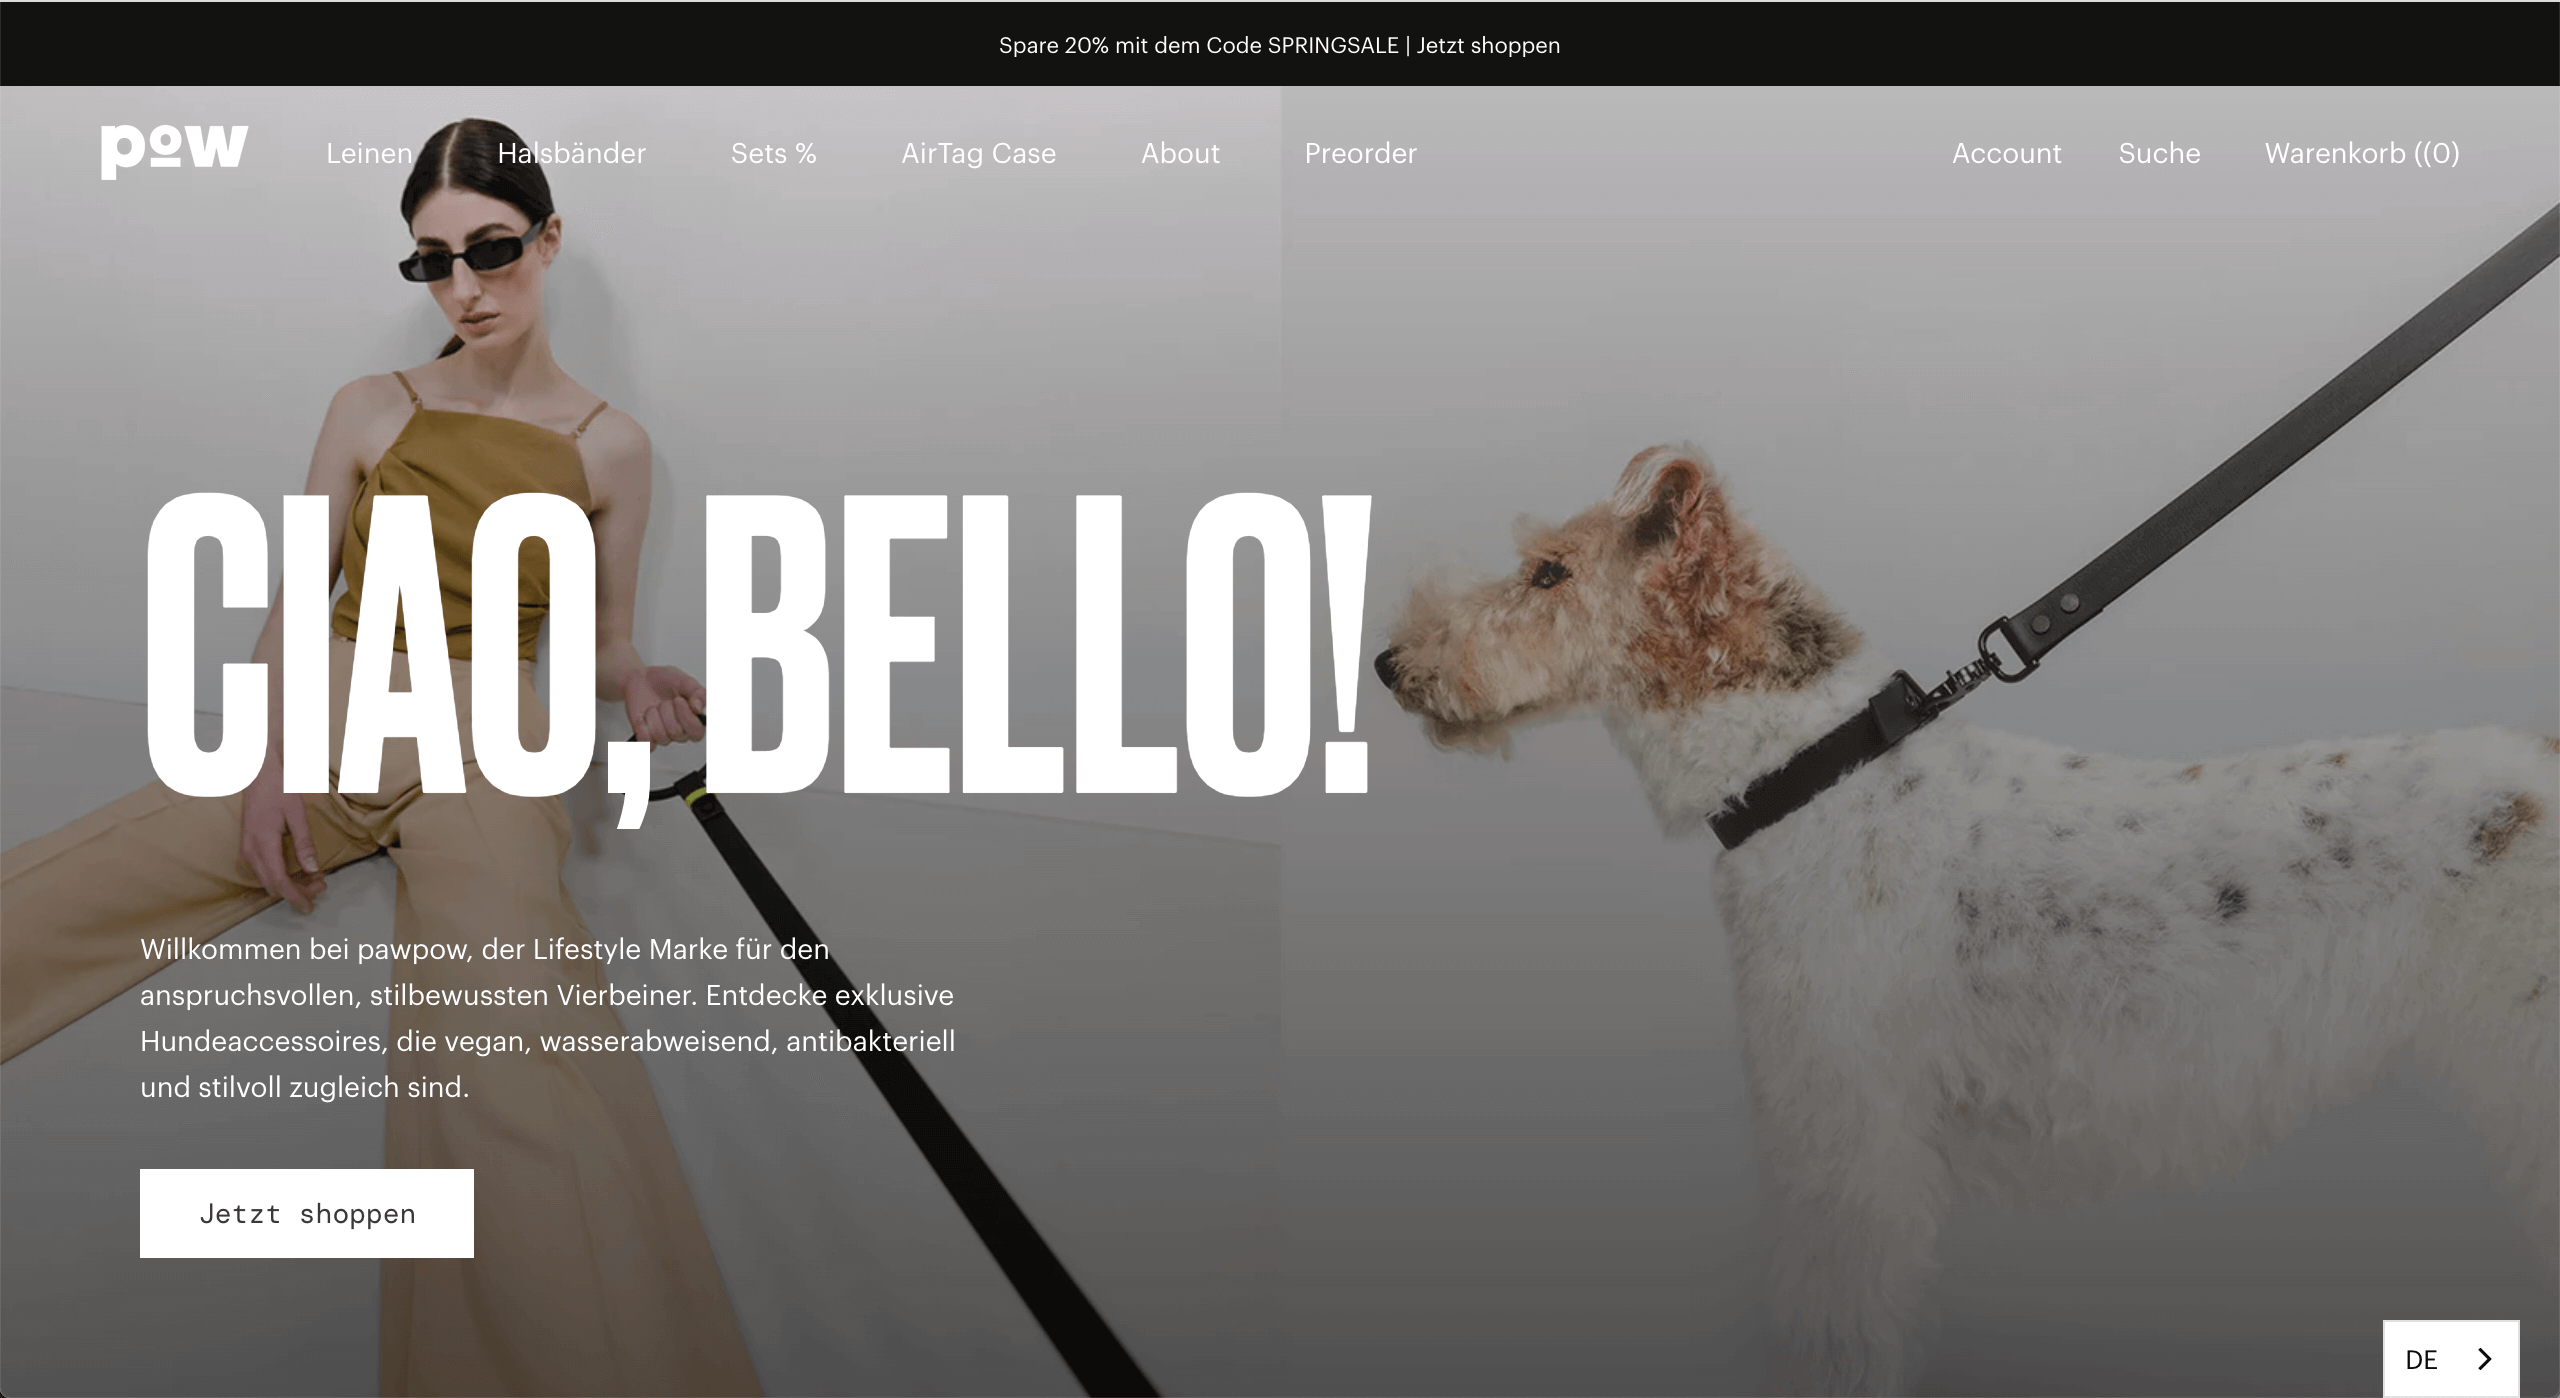 Spare 20% mit dem Code SPRINGSALE | Jetzt shoppen
pow Leinen Halsbänder Sets % AirTag Case About Preorder Account Suche Warenkorb ((0)
CIAO, BELLO!
Willkommen bei pawpow, der Lifestyle Marke für den
anspruchsvollen, stilbewussten Vierbeiner. Entdecke exklusive
Hundeaccessoires, die vegan, wasserabweisend, antibakteriell
und stilvoll zugleich sind.
Jetzt shoppen
DE